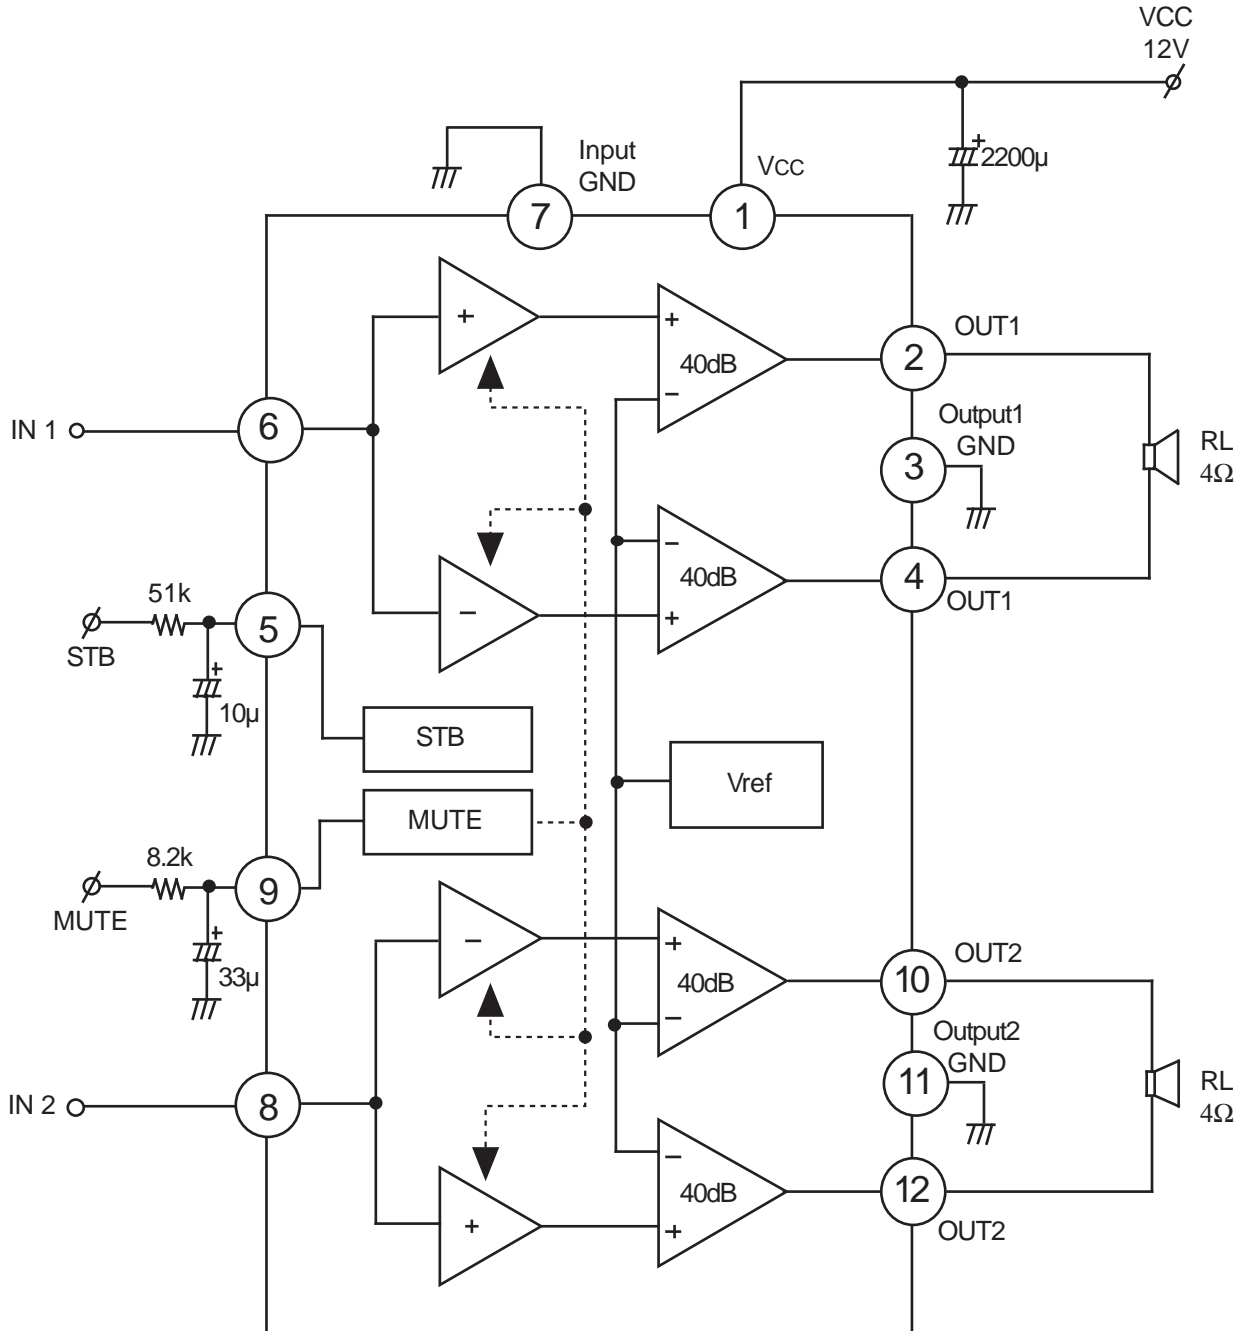 VCC
12V
+
2200µ
Input
GND
VCC
7
1
+
+
40dB
−
2
OUT1
IN 1
6
Output1
GND
3
RL
4Ω
−
40dB
+
−
4
OUT1
51k
5
STB
+
10µ
STB
Vref
MUTE
8.2k
9
MUTE
+
33µ
−
+
40dB
−
10
OUT2
Output2
GND
11
RL
4Ω
IN 2
8
−
40dB
+
+
12
OUT2